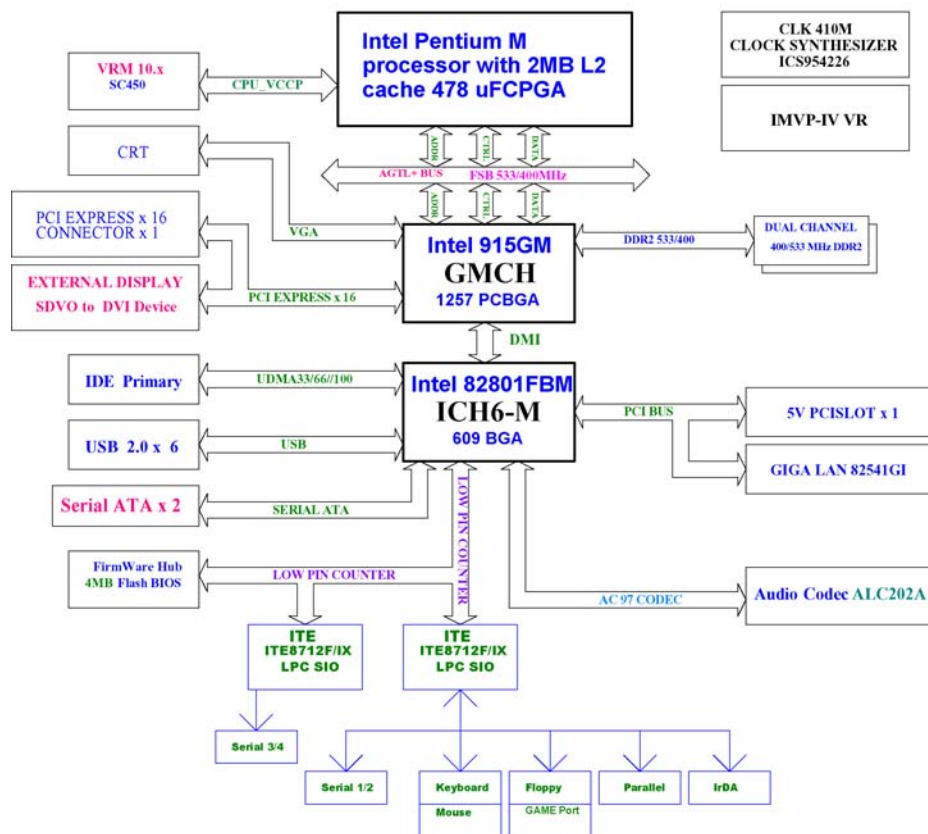 Intel Pentium M
processor with 2MB L2
cache 478 uFCPGA
CLK 410M
CLOCK SYNTHESIZER
ICS954226
IMVP-IV VR
VRM 10.x
SC450
CPU_VCCP
CRT
ADDR
CTRL
DATA
AGTL+ BUS
FSB 533/400MHz
ADDR
CTRL
DATA
PCI EXPRESS x 16
CONNECTOR x 1
VGA
Intel 915GM
GMCH
1257 PCBGA
DDR2 533/400
DUAL CHANNEL
400/533 MHz DDR2
EXTERNAL DISPLAY
SDVO to DVI Device
PCI EXPRESS x 16
DMI
IDE Primary
UDMA33/66//100
Intel 82801FBM
ICH6-M
609 BGA
PCI BUS
5V PCISLOT x 1
USB 2.0 x 6
USB
GIGA LAN 82541GI
Serial ATA x 2
SERIAL ATA
LOW PIN COUNTER
FirmWare Hub
4MB Flash BIOS
LOW PIN COUNTER
AC 97 CODEC
Audio Codec ALC202A
ITE
ITE8712F/IX
LPC SIO
ITE
ITE8712F/IX
LPC SIO
Serial 3/4
Serial 1/2
Keyboard
Mouse
Floppy
GAME Port
Parallel
IrDA